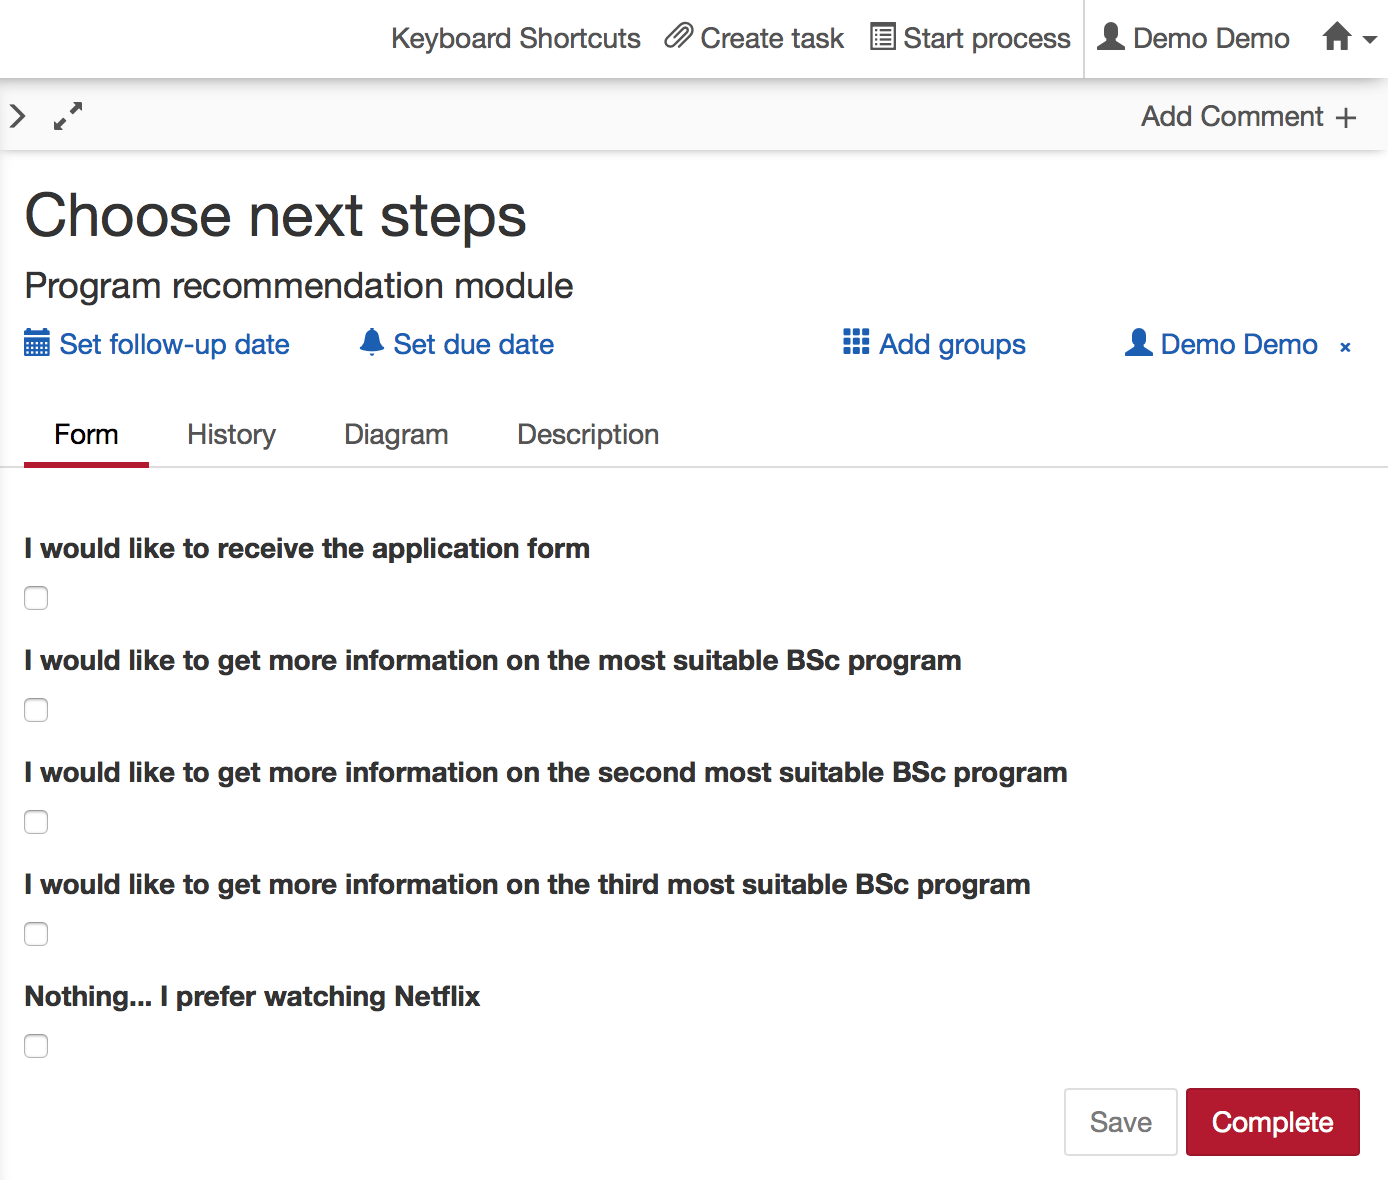 Keyboard Shortcuts Create task Start process Demo Demo
Add Comment +
Choose next steps
Program recommendation module
Set follow-up date Set due date Add groups Demo Demo ×
Form History Diagram Description
I would like to receive the application form
I would like to get more information on the most suitable BSc program
I would like to get more information on the second most suitable BSc program
I would like to get more information on the third most suitable BSc program
Nothing... I prefer watching Netflix
Save Complete